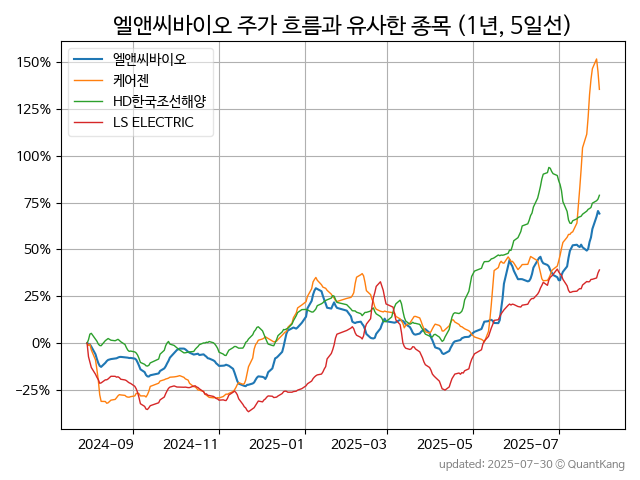 엘앤씨바이오 주가 흐름과 유사한 종목 (1년, 5일선)
엘앤씨바이오
케어젠
HD한국조선해양
LS ELECTRIC
150%
125%
100%
75%
50%
25%
0%
−25%
2024-09 2024-11 2025-01 2025-03 2025-05 2025-07
updated: 2025-07-30 © QuantKang